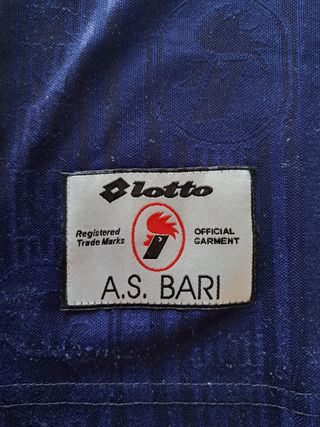 lotto
Registered
Trade Marks
OFFICIAL
GARMENT
A.S. BARI